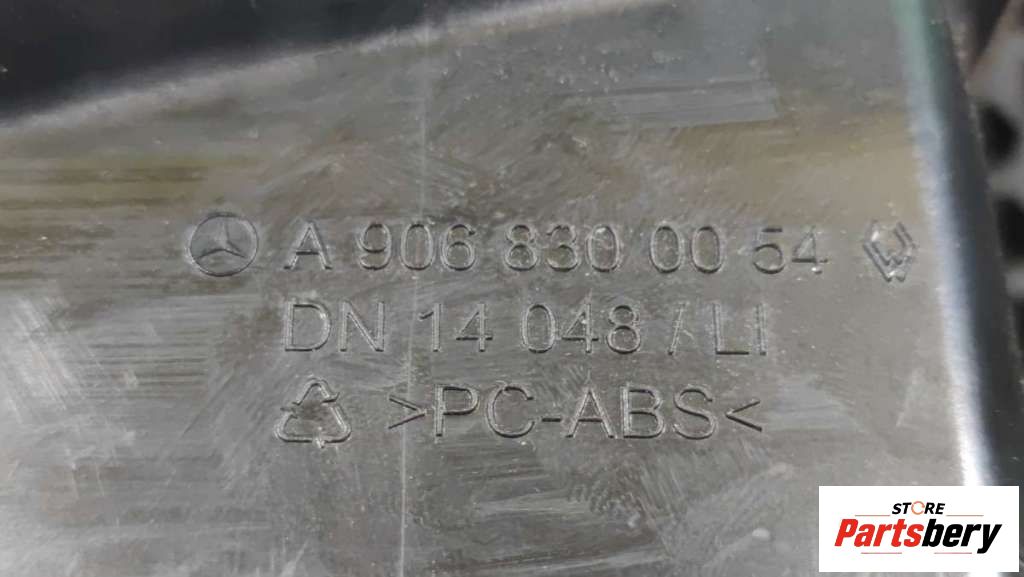 A 906 830 00 54
DN 14 048 / LI
>PC-ABS<
STORE
Partsbery